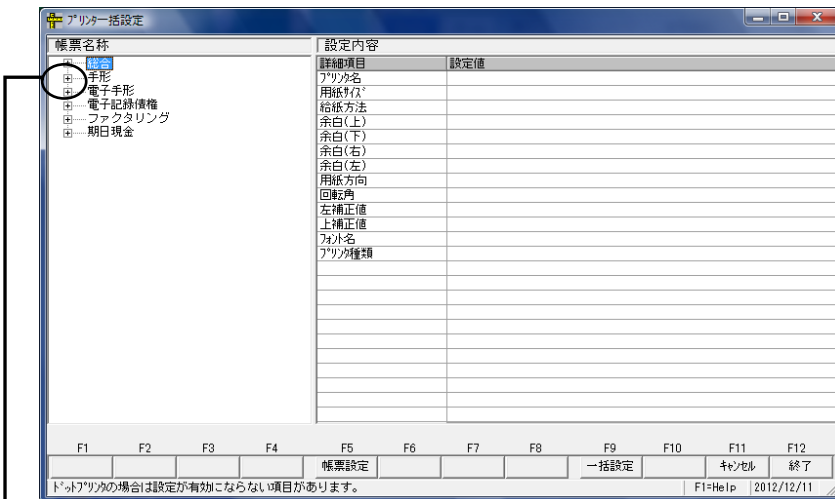 ﾌﾟﾘﾝﾀ一括設定
帳票名称
設定内容
総合
手形
電子手形
電子記録債権
ファクタリング
期日現金
詳細項目 設定値
ﾌﾟﾘﾝﾀ名
用紙ｻｲｽﾞ
給紙方法
余白(上)
余白(下)
余白(右)
余白(左)
用紙方向
回転角
左補正値
上補正値
ﾌｫﾝﾄ名
ﾌﾟﾘﾝﾀ種類
F1 F2 F3 F4 F5 F6 F7 F8 F9 F10 F11 F12
帳票設定 一括設定 ｷｬﾝｾﾙ 終了
ﾄﾞｯﾄﾌﾟﾘﾝﾀの場合は設定が有効にならない項目があります。 F1=Help 2012/12/11